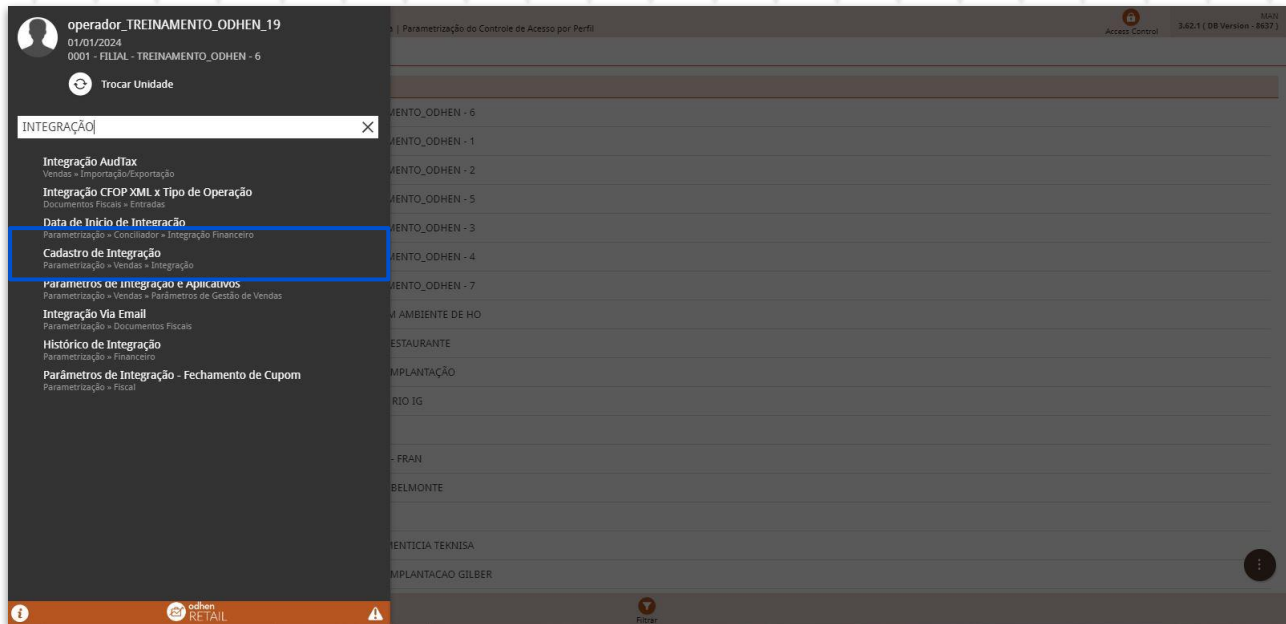 operador_TREINAMENTO_ODHEN_19
01/01/2024
0001 - FILIAL - TREINAMENTO_ODHEN - 6
Trocar Unidade
| Parametrização do Controle de Acesso por Perfil
Access Control
MAN
3.62.1 ( DB Version - 8637 )
INTEGRAÇÃO
Integração AudTax
Vendas » Importação/Exportação
Integração CFOP XML x Tipo de Operação
Documentos Fiscais » Entradas
Data de Inicio de Integração
Parametrização » Conciliador » Integração Financeiro
Cadastro de Integração
Parametrização » Vendas » Integração
Parâmetros de Integração e Aplicativos
Parametrização » Vendas » Parâmetros de Gestão de Vendas
Integração Via Email
Parametrização » Documentos Fiscais
Histórico de Integração
Parametrização » Financeiro
Parâmetros de Integração - Fechamento de Cupom
Parametrização » Fiscal
MENTO_ODHEN - 6
MENTO_ODHEN - 1
MENTO_ODHEN - 2
MENTO_ODHEN - 5
MENTO_ODHEN - 3
MENTO_ODHEN - 4
MENTO_ODHEN - 7
M AMBIENTE DE HO
ESTAURANTE
MPLANTAÇÃO
RIO IG
- FRAN
BELMONTE
MENTICIA TEKNISA
MPLANTACAO GILBER
odhen
RETAIL
Filtrar